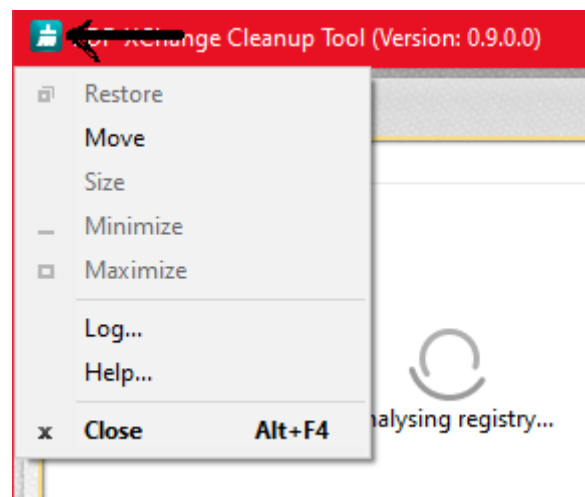 XChange Cleanup Tool (Version: 0.9.0.0)
Restore
Move
Size
Minimize
Maximize
Log...
Help...
nalysing registry...
Close Alt+F4